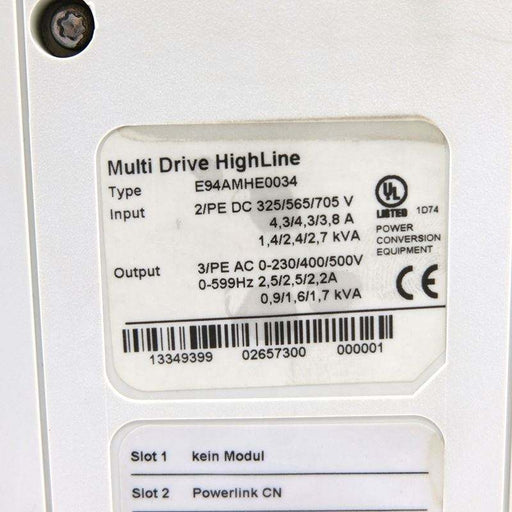 Multi Drive HighLine
Type E94AMHE0034
Input 2/PE DC 325/565/705 V
4,3/4,3/3,8 A
1,4/2,4/2,7 kVA
Output 3/PE AC 0-230/400/500V
0-599Hz 2,5/2,5/2,2A
0,9/1,6/1,7 kVA
UL
LISTED 1D74
POWER
CONVERSION
EQUIPMENT
CE
13349399 02657300 000001
Slot 1 kein Modul
Slot 2 Powerlink CN